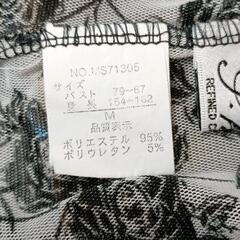 NO.MS71305
サイズ
バスト 79-87
身長 154-162
M
品質表示
ポリエステル 95%
ポリウレタン 5%
REFINED